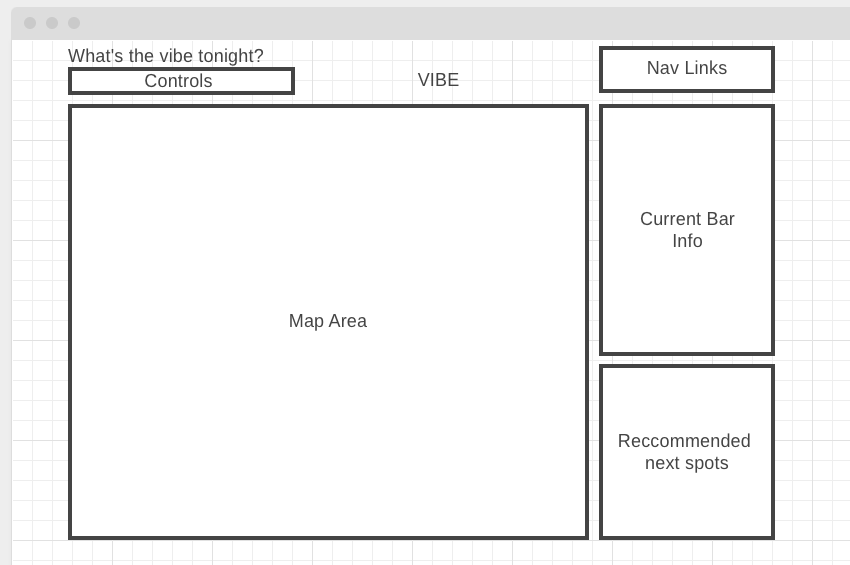 What's the vibe tonight?
Controls
VIBE
Nav Links
Map Area
Current Bar
Info
Reccommended
next spots